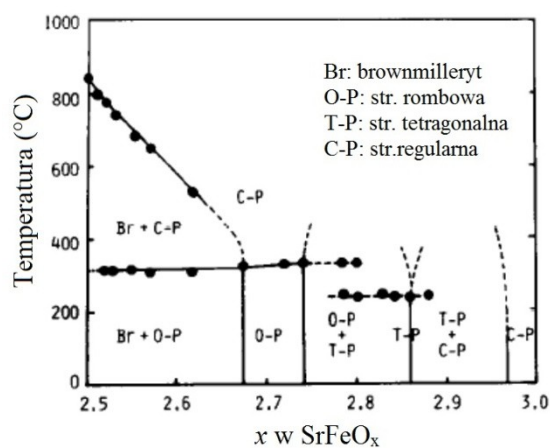 1000
800
600
400
200
0
Temperatura (°C)
Br: brownmilleryt
O-P: str. rombowa
T-P: str. tetragonalna
C-P: str.regularna
C-P
Br + C-P
Br + O-P
O-P
O-P
+
T-P
T-P
T-P
+
C-P
C-P
2.5 2.6 2.7 2.8 2.9 3.0
x w SrFeOx